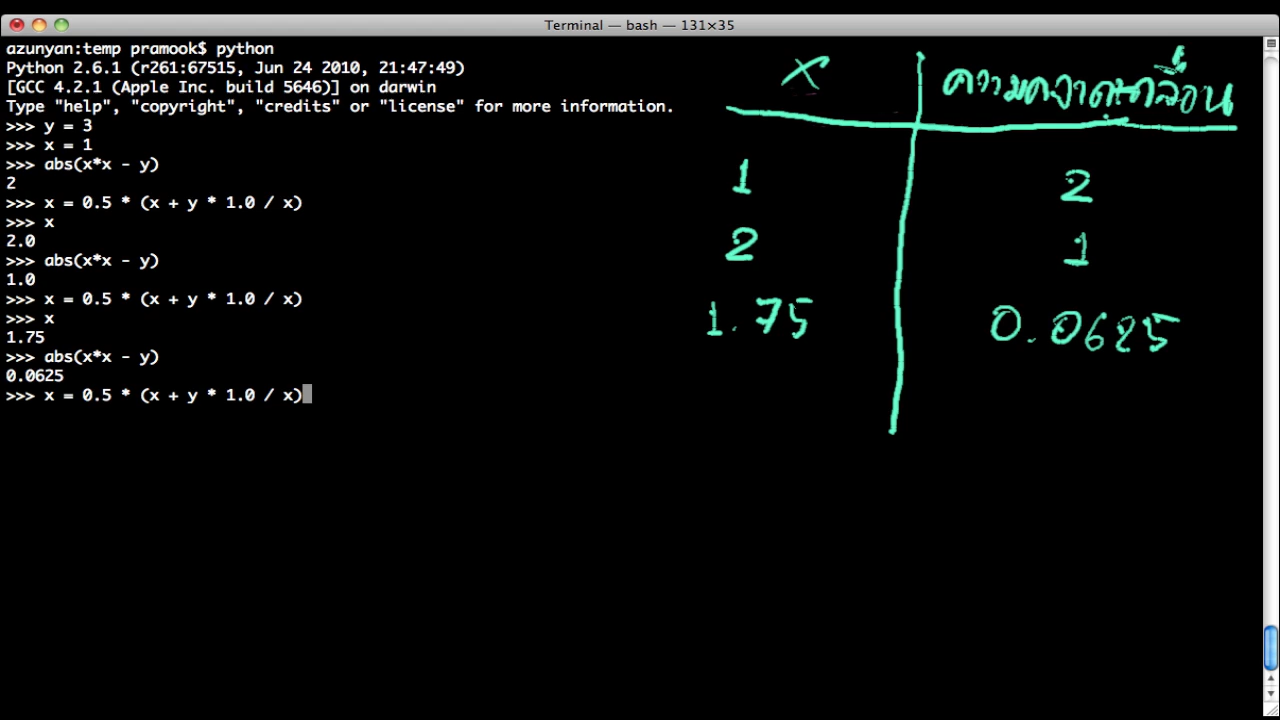 Terminal — bash — 131×35
azunyan:temp pramook$ python
Python 2.6.1 (r261:67515, Jun 24 2010, 21:47:49)
[GCC 4.2.1 (Apple Inc. build 5646)] on darwin
Type "help", "copyright", "credits" or "license" for more information.
>>> y = 3
>>> x = 1
>>> abs(x*x - y)
2
>>> x = 0.5 * (x + y * 1.0 / x)
>>> x
2.0
>>> abs(x*x - y)
1.0
>>> x = 0.5 * (x + y * 1.0 / x)
>>> x
1.75
>>> abs(x*x - y)
0.0625
>>> x = 0.5 * (x + y * 1.0 / x)
x ความคลาดเคลื่อน
1 2
2 1
1.75 0.0625